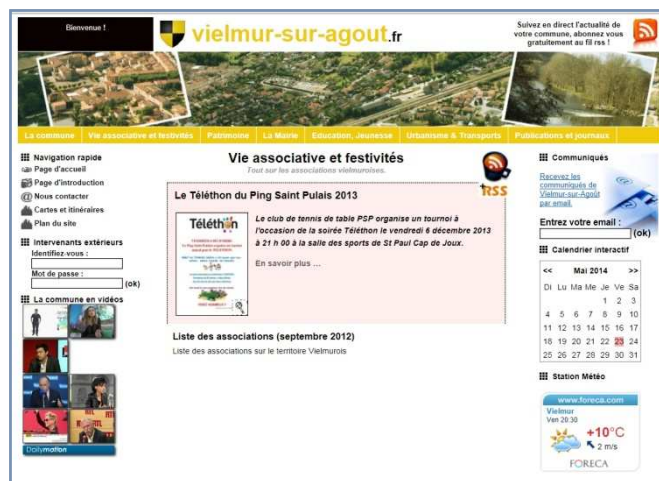 Bienvenue !
vielmur-sur-agout.fr
Suivez en direct l'actualité de
votre commune, abonnez vous
gratuitement au fil rss !
La commune Vie associative et festivités Patrimoine La Mairie Education, Jeunesse Urbanisme & Transports Publications et journaux
Navigation rapide
Page d'accueil
Page d'introduction
Nous contacter
Cartes et itinéraires
Plan du site
Intervenants extérieurs
Identifiez-vous :
Mot de passe :
(ok)
La commune en vidéos
Dailymotion
Vie associative et festivités
Tout sur les associations vielmuroises.
RSS
Le Téléthon du Ping Saint Pulais 2013
Téléthon
Le club de tennis de table PSP organise un tournoi à
l'occasion de la soirée Téléthon le vendredi 6 décembre 2013
à 21 h 00 à la salle des sports de St Paul Cap de Joux.
En savoir plus ...
Liste des associations (septembre 2012)
Liste des associations sur le territoire Vielmurois
Communiqués
Recevez les
communiqués de
Vielmur-sur-Agoût
par email.
Entrez votre email :
(ok)
Calendrier interactif
<< Mai 2014 >>
Di Lu Ma Me Je Ve Sa
1 2 3
4 5 6 7 8 9 10
11 12 13 14 15 16 17
18 19 20 21 22 23 24
25 26 27 28 29 30 31
Station Météo
www.foreca.com
Vielmur
Ven 20:30
+10°C
2 m/s
FORECA